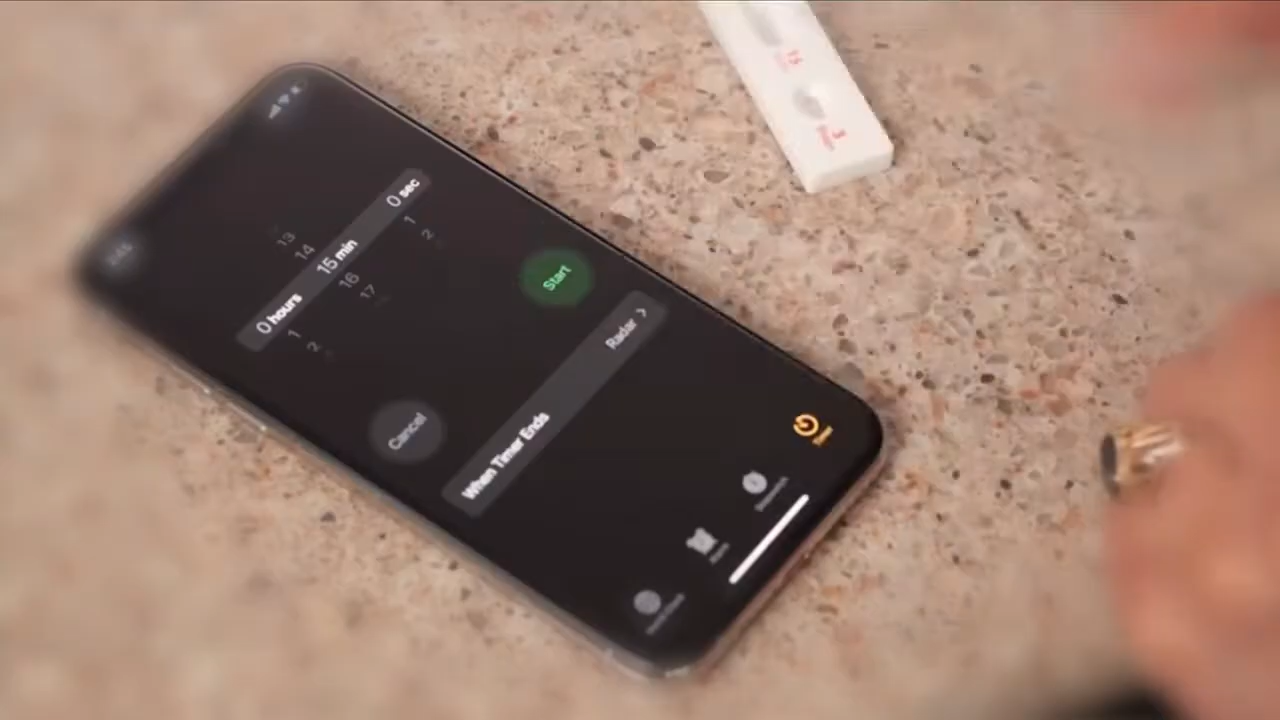 13
14
0 hours 15 min 0 sec
1 16 1
2 17 2
Cancel Start
When Timer Ends Radar >
Timer